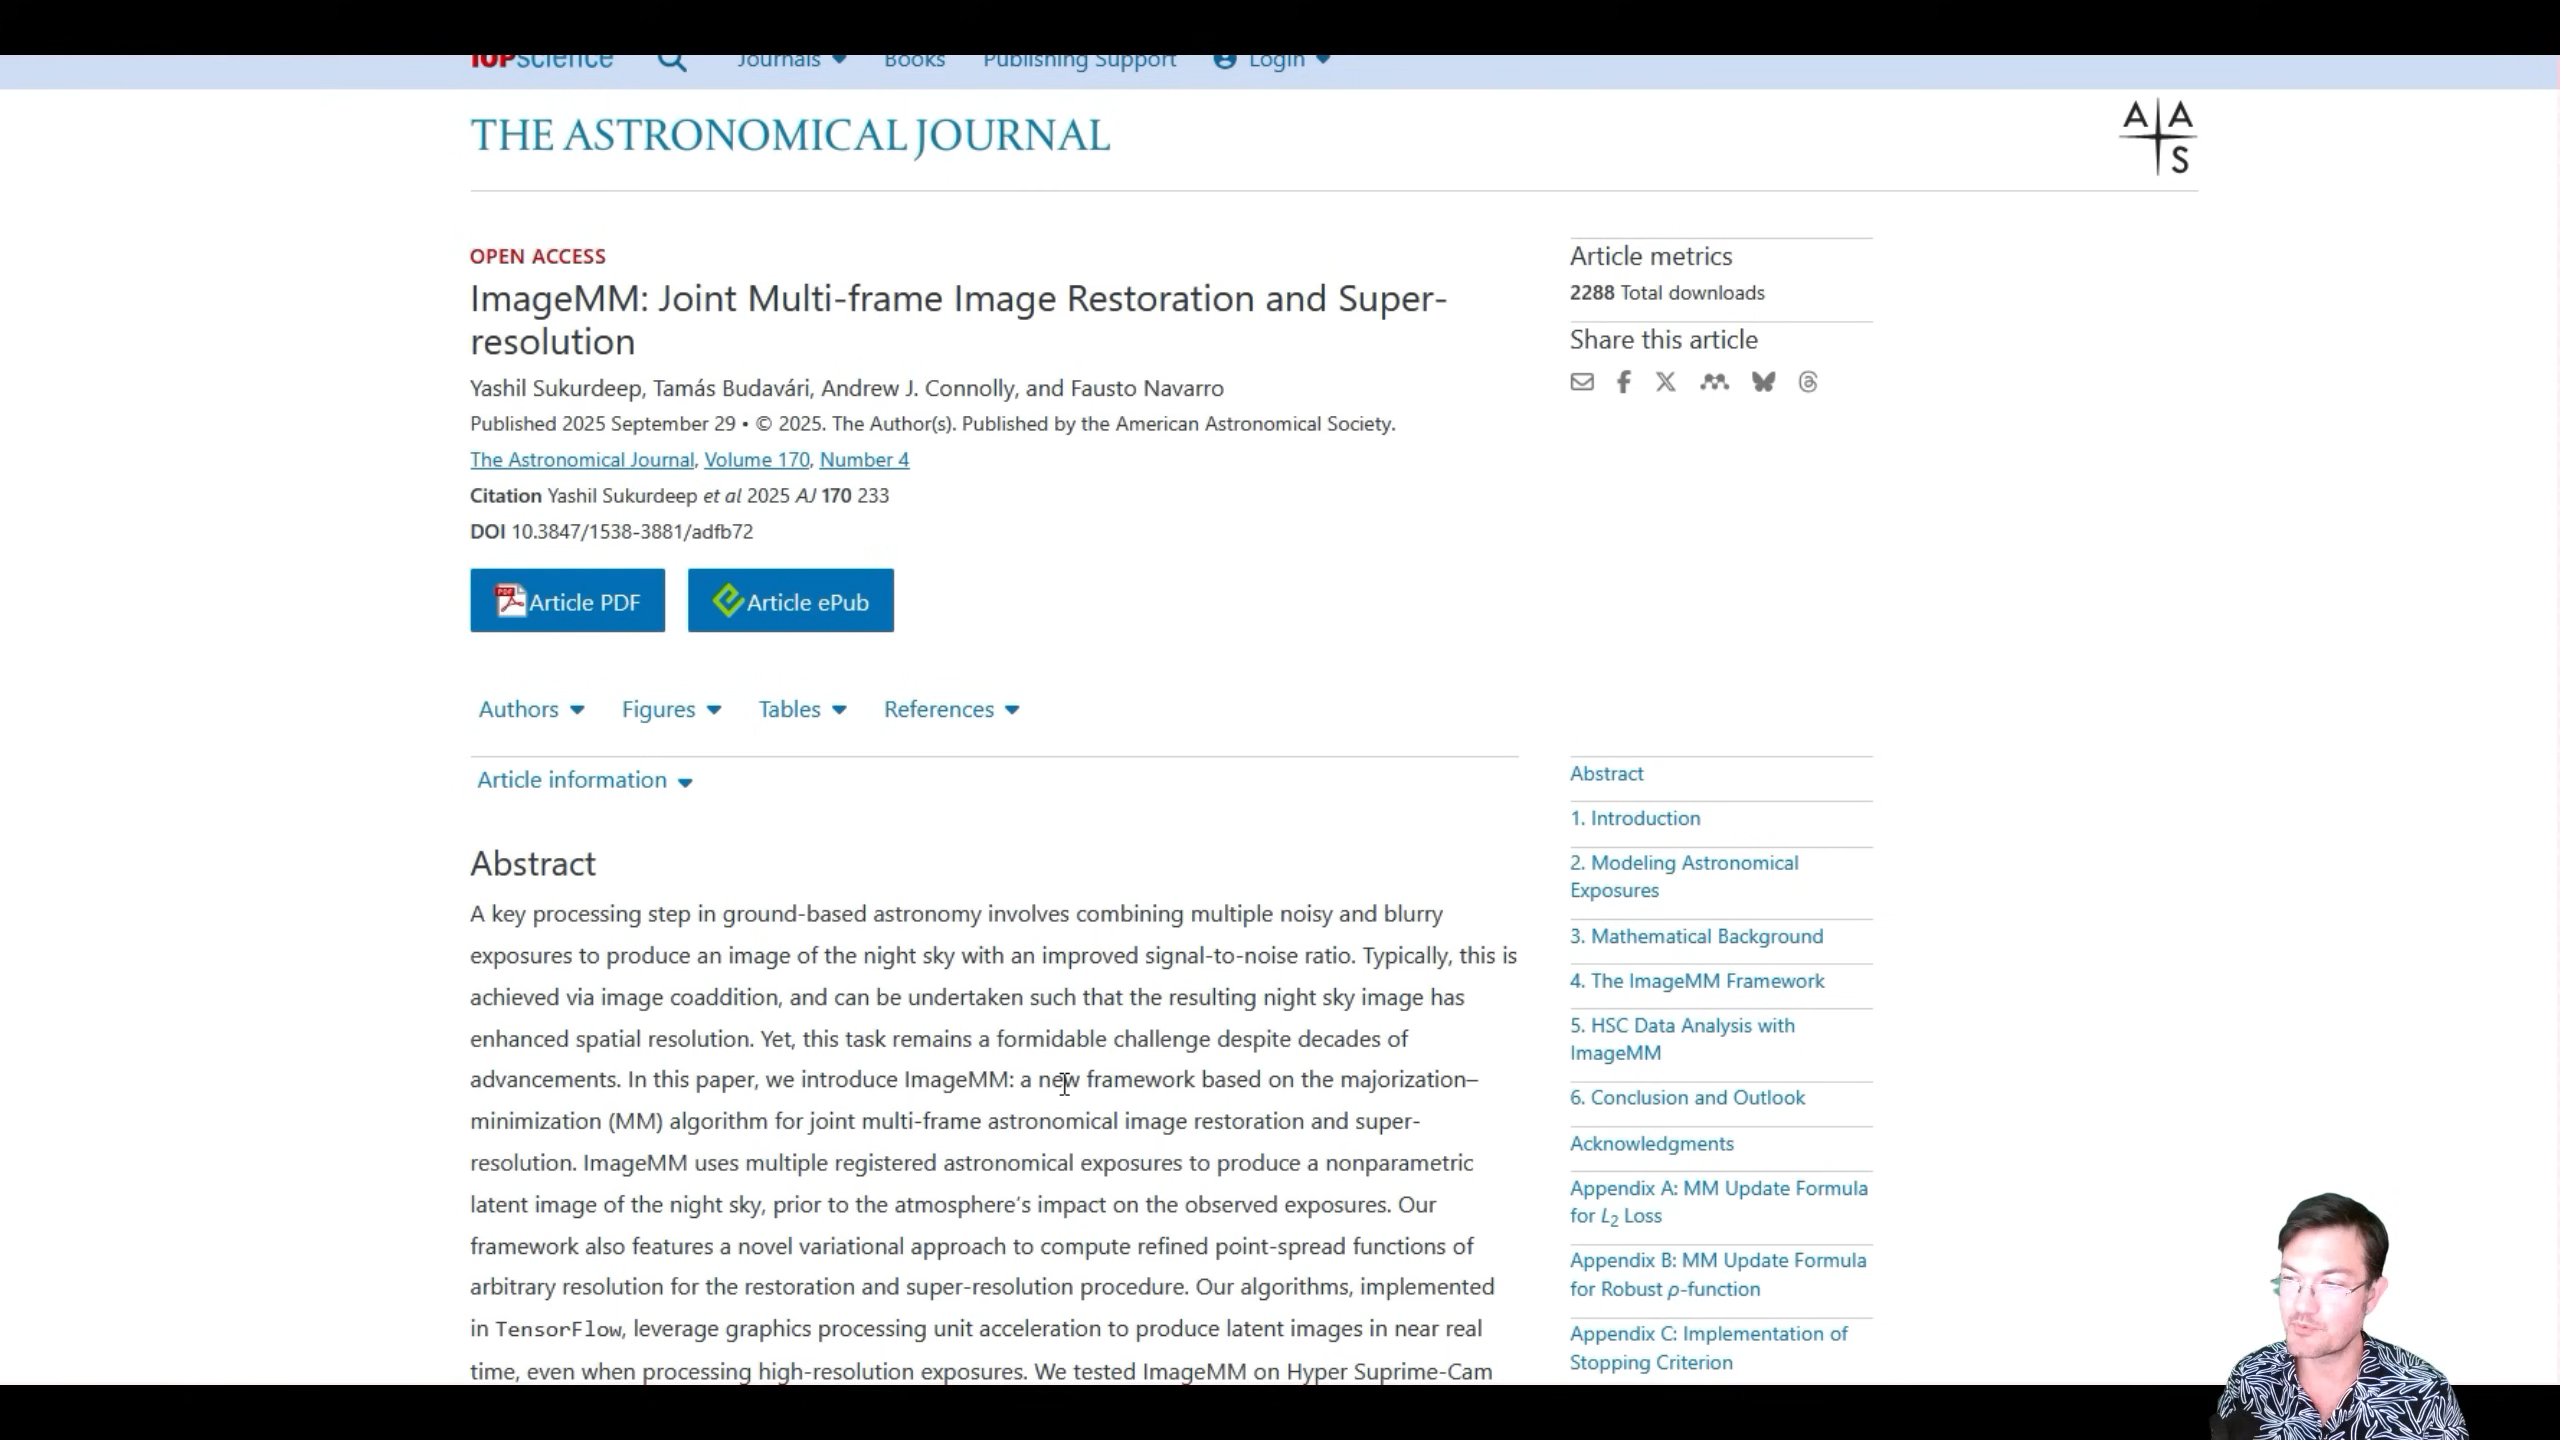 IOPscience Journals Books Publishing Support Login
THE ASTRONOMICAL JOURNAL
A A
S
OPEN ACCESS
ImageMM: Joint Multi-frame Image Restoration and Super-
resolution
Yashil Sukurdeep, Tamás Budavári, Andrew J. Connolly, and Fausto Navarro
Published 2025 September 29 • © 2025. The Author(s). Published by the American Astronomical Society.
The Astronomical Journal, Volume 170, Number 4
Citation Yashil Sukurdeep et al 2025 AJ 170 233
DOI 10.3847/1538-3881/adfb72
PDF Article PDF Article ePub
Authors Figures Tables References
Article information
Abstract
A key processing step in ground-based astronomy involves combining multiple noisy and blurry
exposures to produce an image of the night sky with an improved signal-to-noise ratio. Typically, this is
achieved via image coaddition, and can be undertaken such that the resulting night sky image has
enhanced spatial resolution. Yet, this task remains a formidable challenge despite decades of
advancements. In this paper, we introduce ImageMM: a new framework based on the majorization–
minimization (MM) algorithm for joint multi-frame astronomical image restoration and super-
resolution. ImageMM uses multiple registered astronomical exposures to produce a nonparametric
latent image of the night sky, prior to the atmosphere's impact on the observed exposures. Our
framework also features a novel variational approach to compute refined point-spread functions of
arbitrary resolution for the restoration and super-resolution procedure. Our algorithms, implemented
in TensorFlow, leverage graphics processing unit acceleration to produce latent images in near real
time, even when processing high-resolution exposures. We tested ImageMM on Hyper Suprime-Cam
Article metrics
2288 Total downloads
Share this article
Abstract
1. Introduction
2. Modeling Astronomical
Exposures
3. Mathematical Background
4. The ImageMM Framework
5. HSC Data Analysis with
ImageMM
6. Conclusion and Outlook
Acknowledgments
Appendix A: MM Update Formula
for L2 Loss
Appendix B: MM Update Formula
for Robust ρ-function
Appendix C: Implementation of
Stopping Criterion